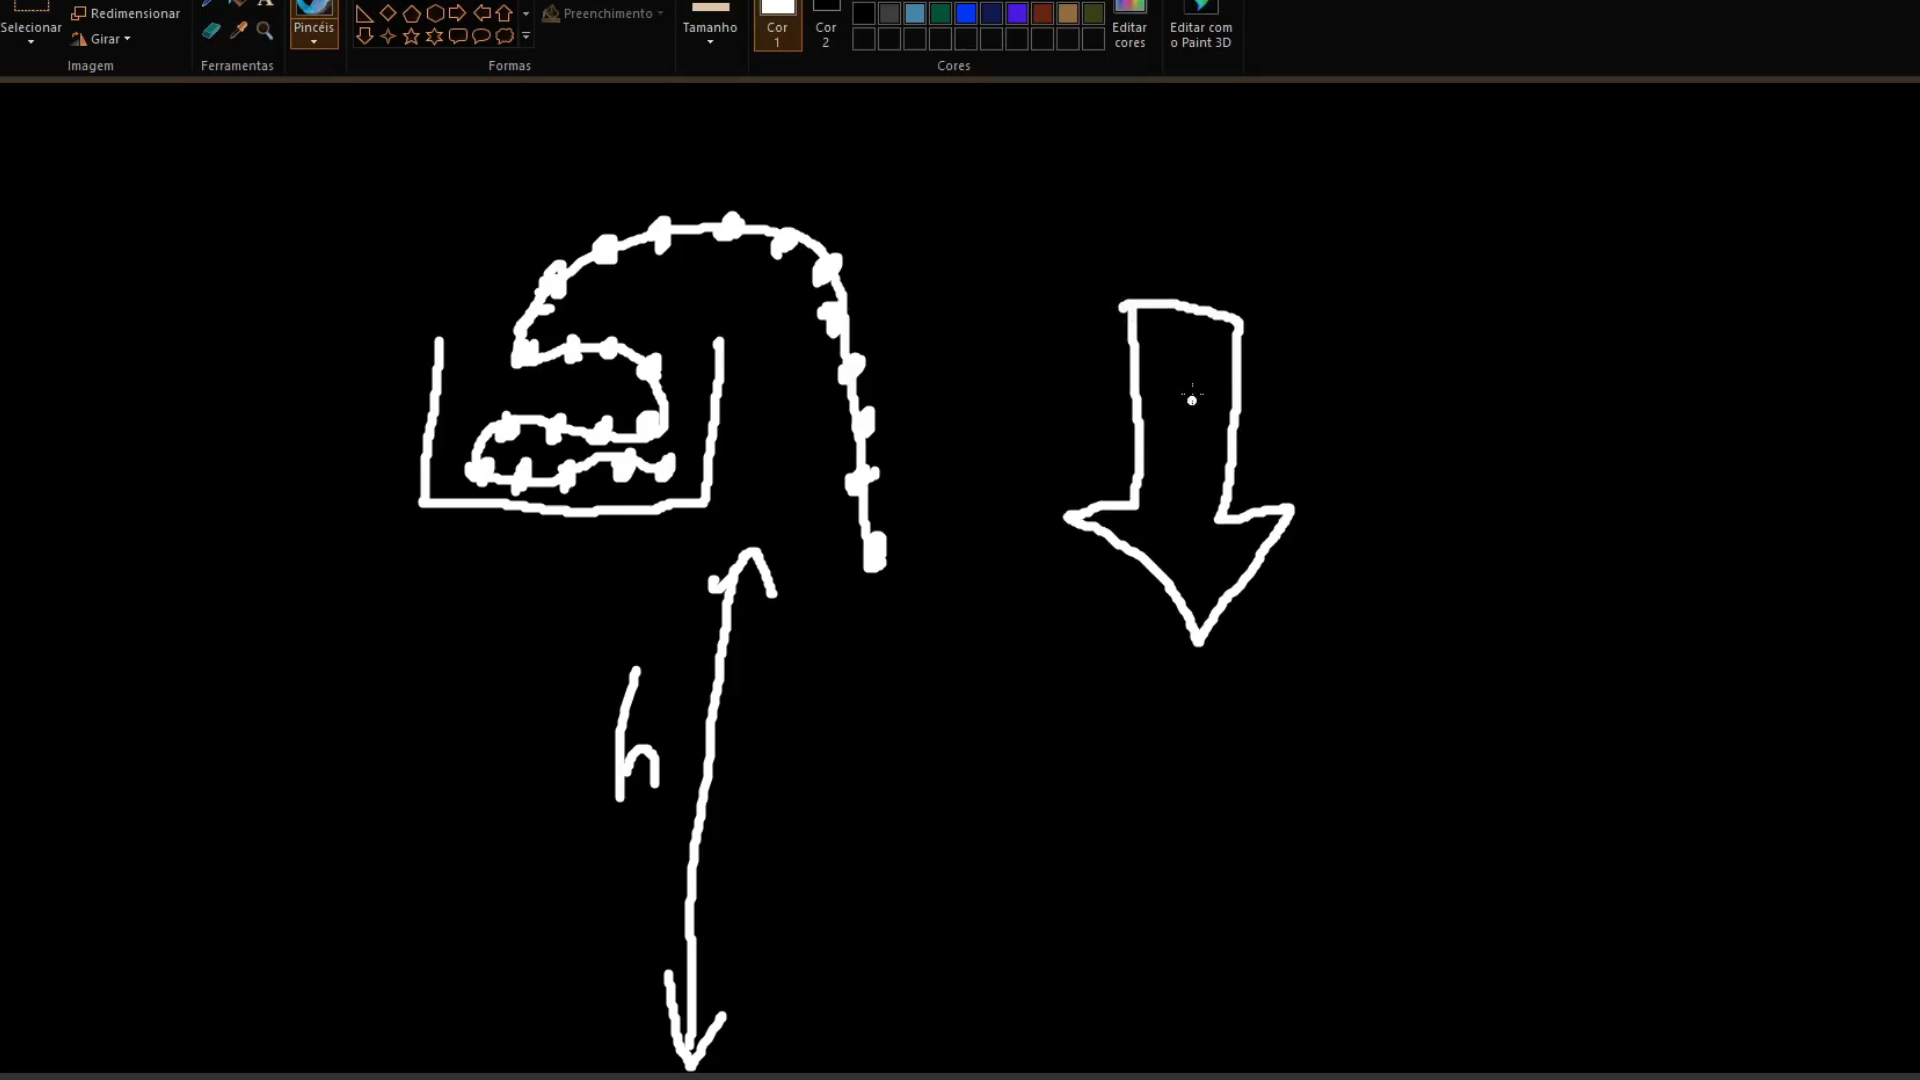 Selecionar
Redimensionar
Girar
Imagem
Ferramentas
Pincéis
Formas
Preenchimento
Tamanho
Cor
1
Cor
2
Cores
Editar
cores
Editar com
o Paint 3D
h